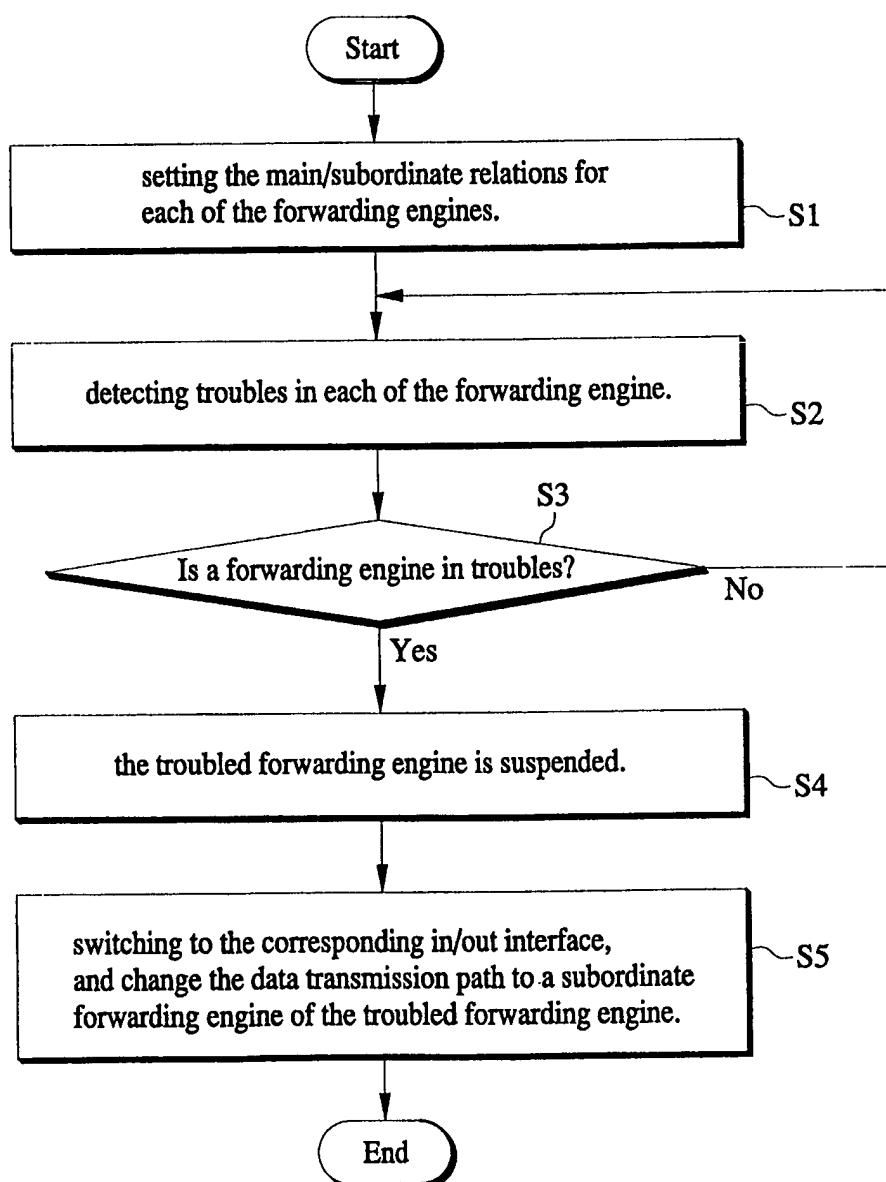 Start
setting the main/subordinate relations for
each of the forwarding engines.
S1
detecting troubles in each of the forwarding engine.
S2
S3
Is a forwarding engine in troubles?
No
Yes
the troubled forwarding engine is suspended.
S4
switching to the corresponding in/out interface,
and change the data transmission path to a subordinate
forwarding engine of the troubled forwarding engine.
S5
End